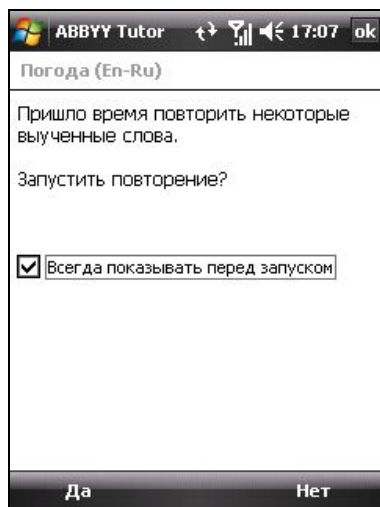 ABBYY Tutor 17:07 ok
Погода (En-Ru)
Пришло время повторить некоторые
выученные слова.
Запустить повторение?
Всегда показывать перед запуском
Да Нет